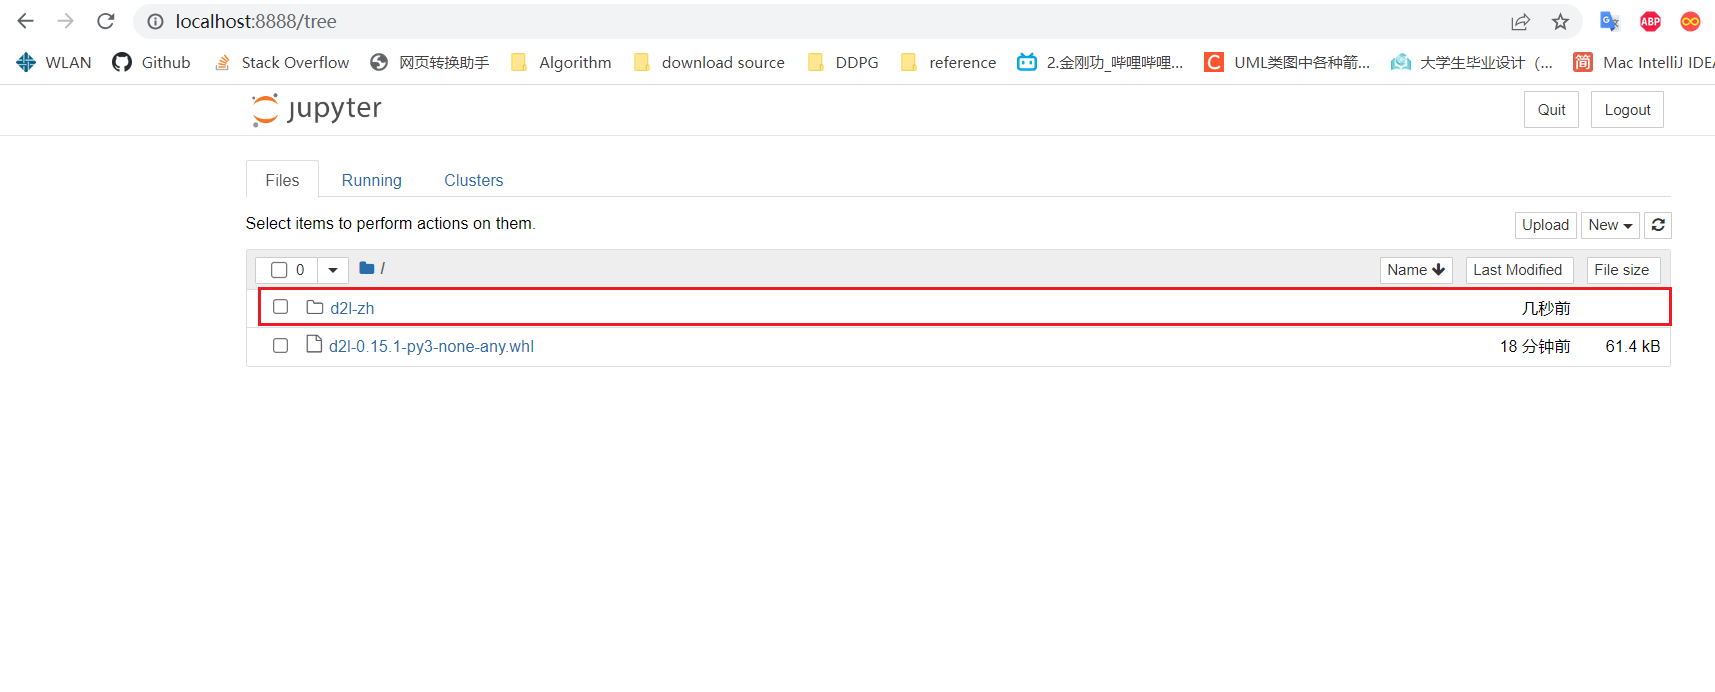 localhost:8888/tree
WLAN Github Stack Overflow 网页转换助手 Algorithm download source DDPG reference 2.金刚功_哔哩哔哩... UML类图中各种箭... 大学生毕业设计（... 简 Mac IntelliJ IDEA
jupyter Quit Logout
Files Running Clusters
Select items to perform actions on them. Upload New
0 / Name Last Modified File size
d2l-zh 几秒前
d2l-0.15.1-py3-none-any.whl 18 分钟前 61.4 kB